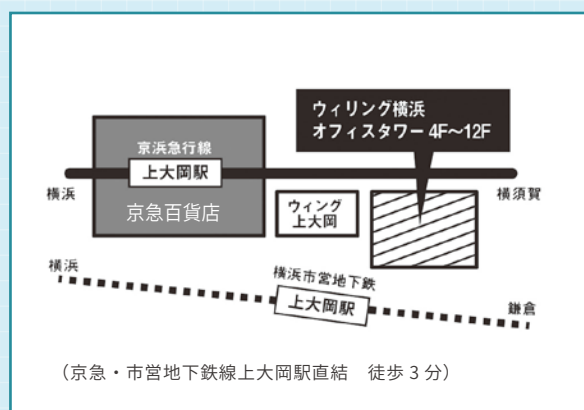 ウィリング横浜
オフィスタワー 4F〜12F
京浜急行線
上大岡駅
横浜
横須賀
京急百貨店
ウィング
上大岡
横浜
横浜市営地下鉄
上大岡駅
鎌倉
（京急・市営地下鉄線上大岡駅直結　徒歩 3 分）